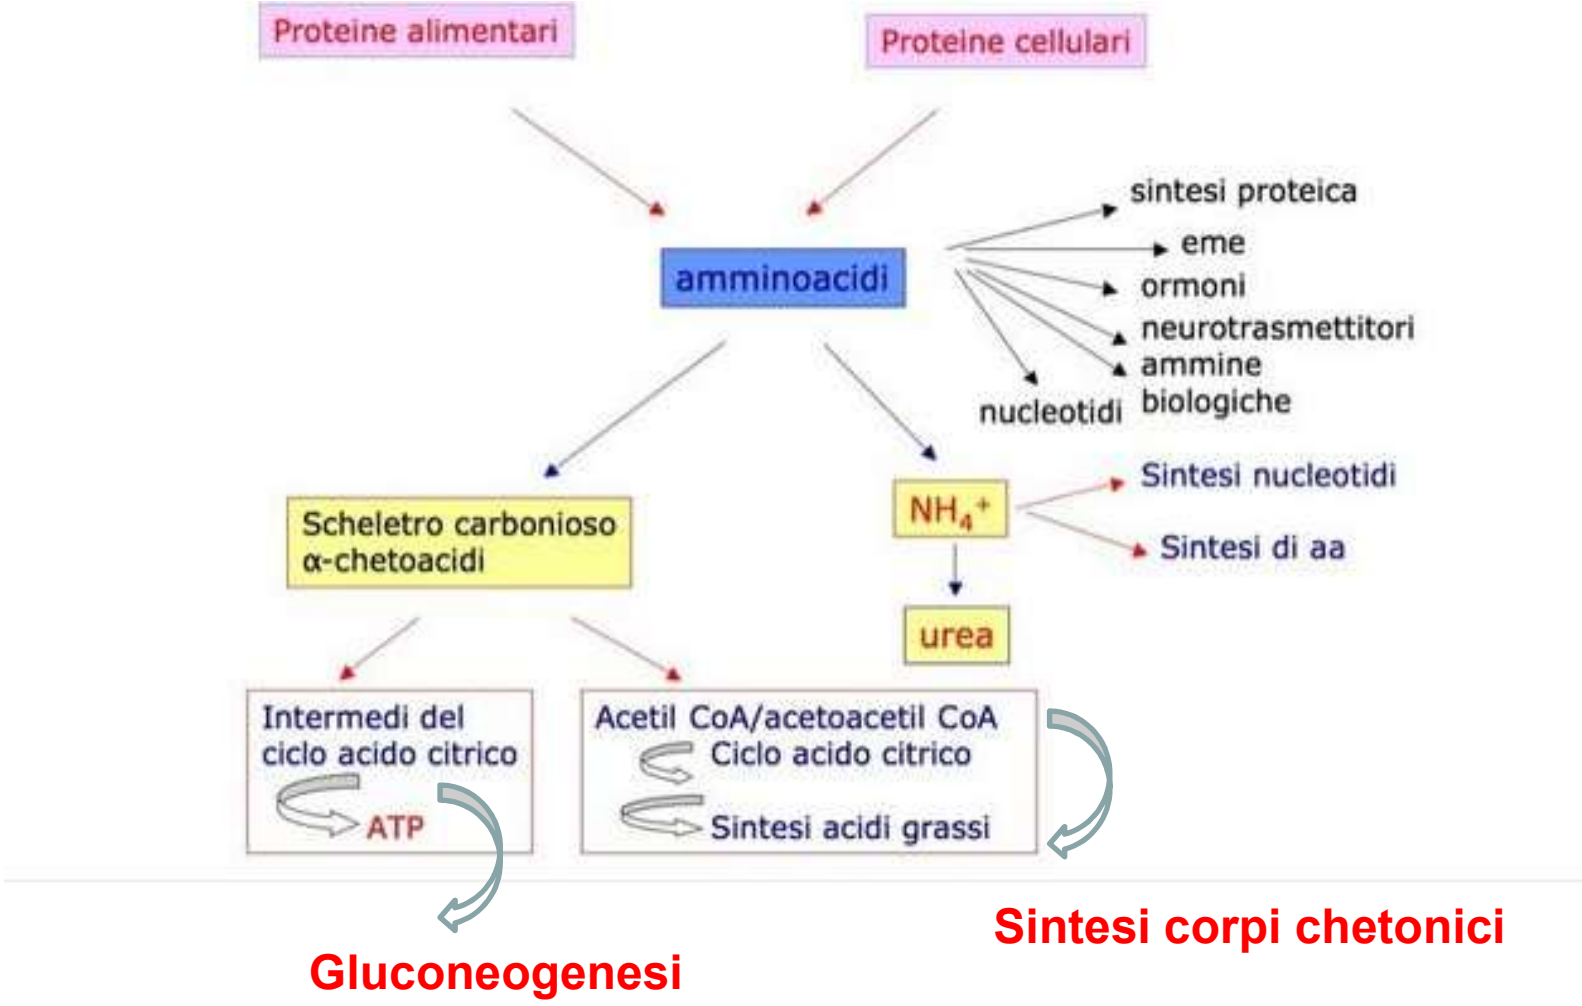 Proteine alimentari
Proteine cellulari
sintesi proteica
eme
amminoacidi
ormoni
neurotrasmettitori
ammine
biologiche
nucleotidi
Sintesi nucleotidi
NH₄⁺
Scheletro carbonioso
α-chetoacidi
Sintesi di aa
urea
Intermedi del
ciclo acido citrico
ATP
Acetil CoA/acetoacetil CoA
Ciclo acido citrico
Sintesi acidi grassi
Sintesi corpi chetonici
Gluconeogenesi